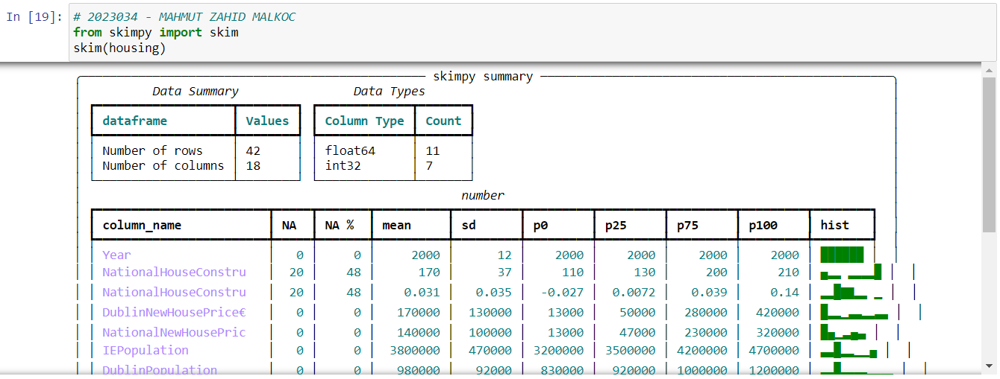 In [19]: # 2023034 - MAHMUT ZAHID MALKOC
from skimpy import skim
skim(housing)
skimpy summary
Data Summary Data Types
dataframe Values Column Type Count
Number of rows 42 float64 11
Number of columns 18 int32 7
number
column_name NA NA % mean sd p0 p25 p75 p100 hist
Year 0 0 2000 12 2000 2000 2000 2000
NationalHouseConstru 20 48 170 37 110 130 200 210
NationalHouseConstru 20 48 0.031 0.035 -0.027 0.0072 0.039 0.14
DublinNewHousePrice€ 0 0 170000 130000 13000 50000 280000 420000
NationalNewHousePric 0 0 140000 100000 13000 47000 230000 320000
IEPopulation 0 0 3800000 470000 3200000 3500000 4200000 4700000
DublinPopulation 0 0 980000 92000 830000 920000 1000000 1200000